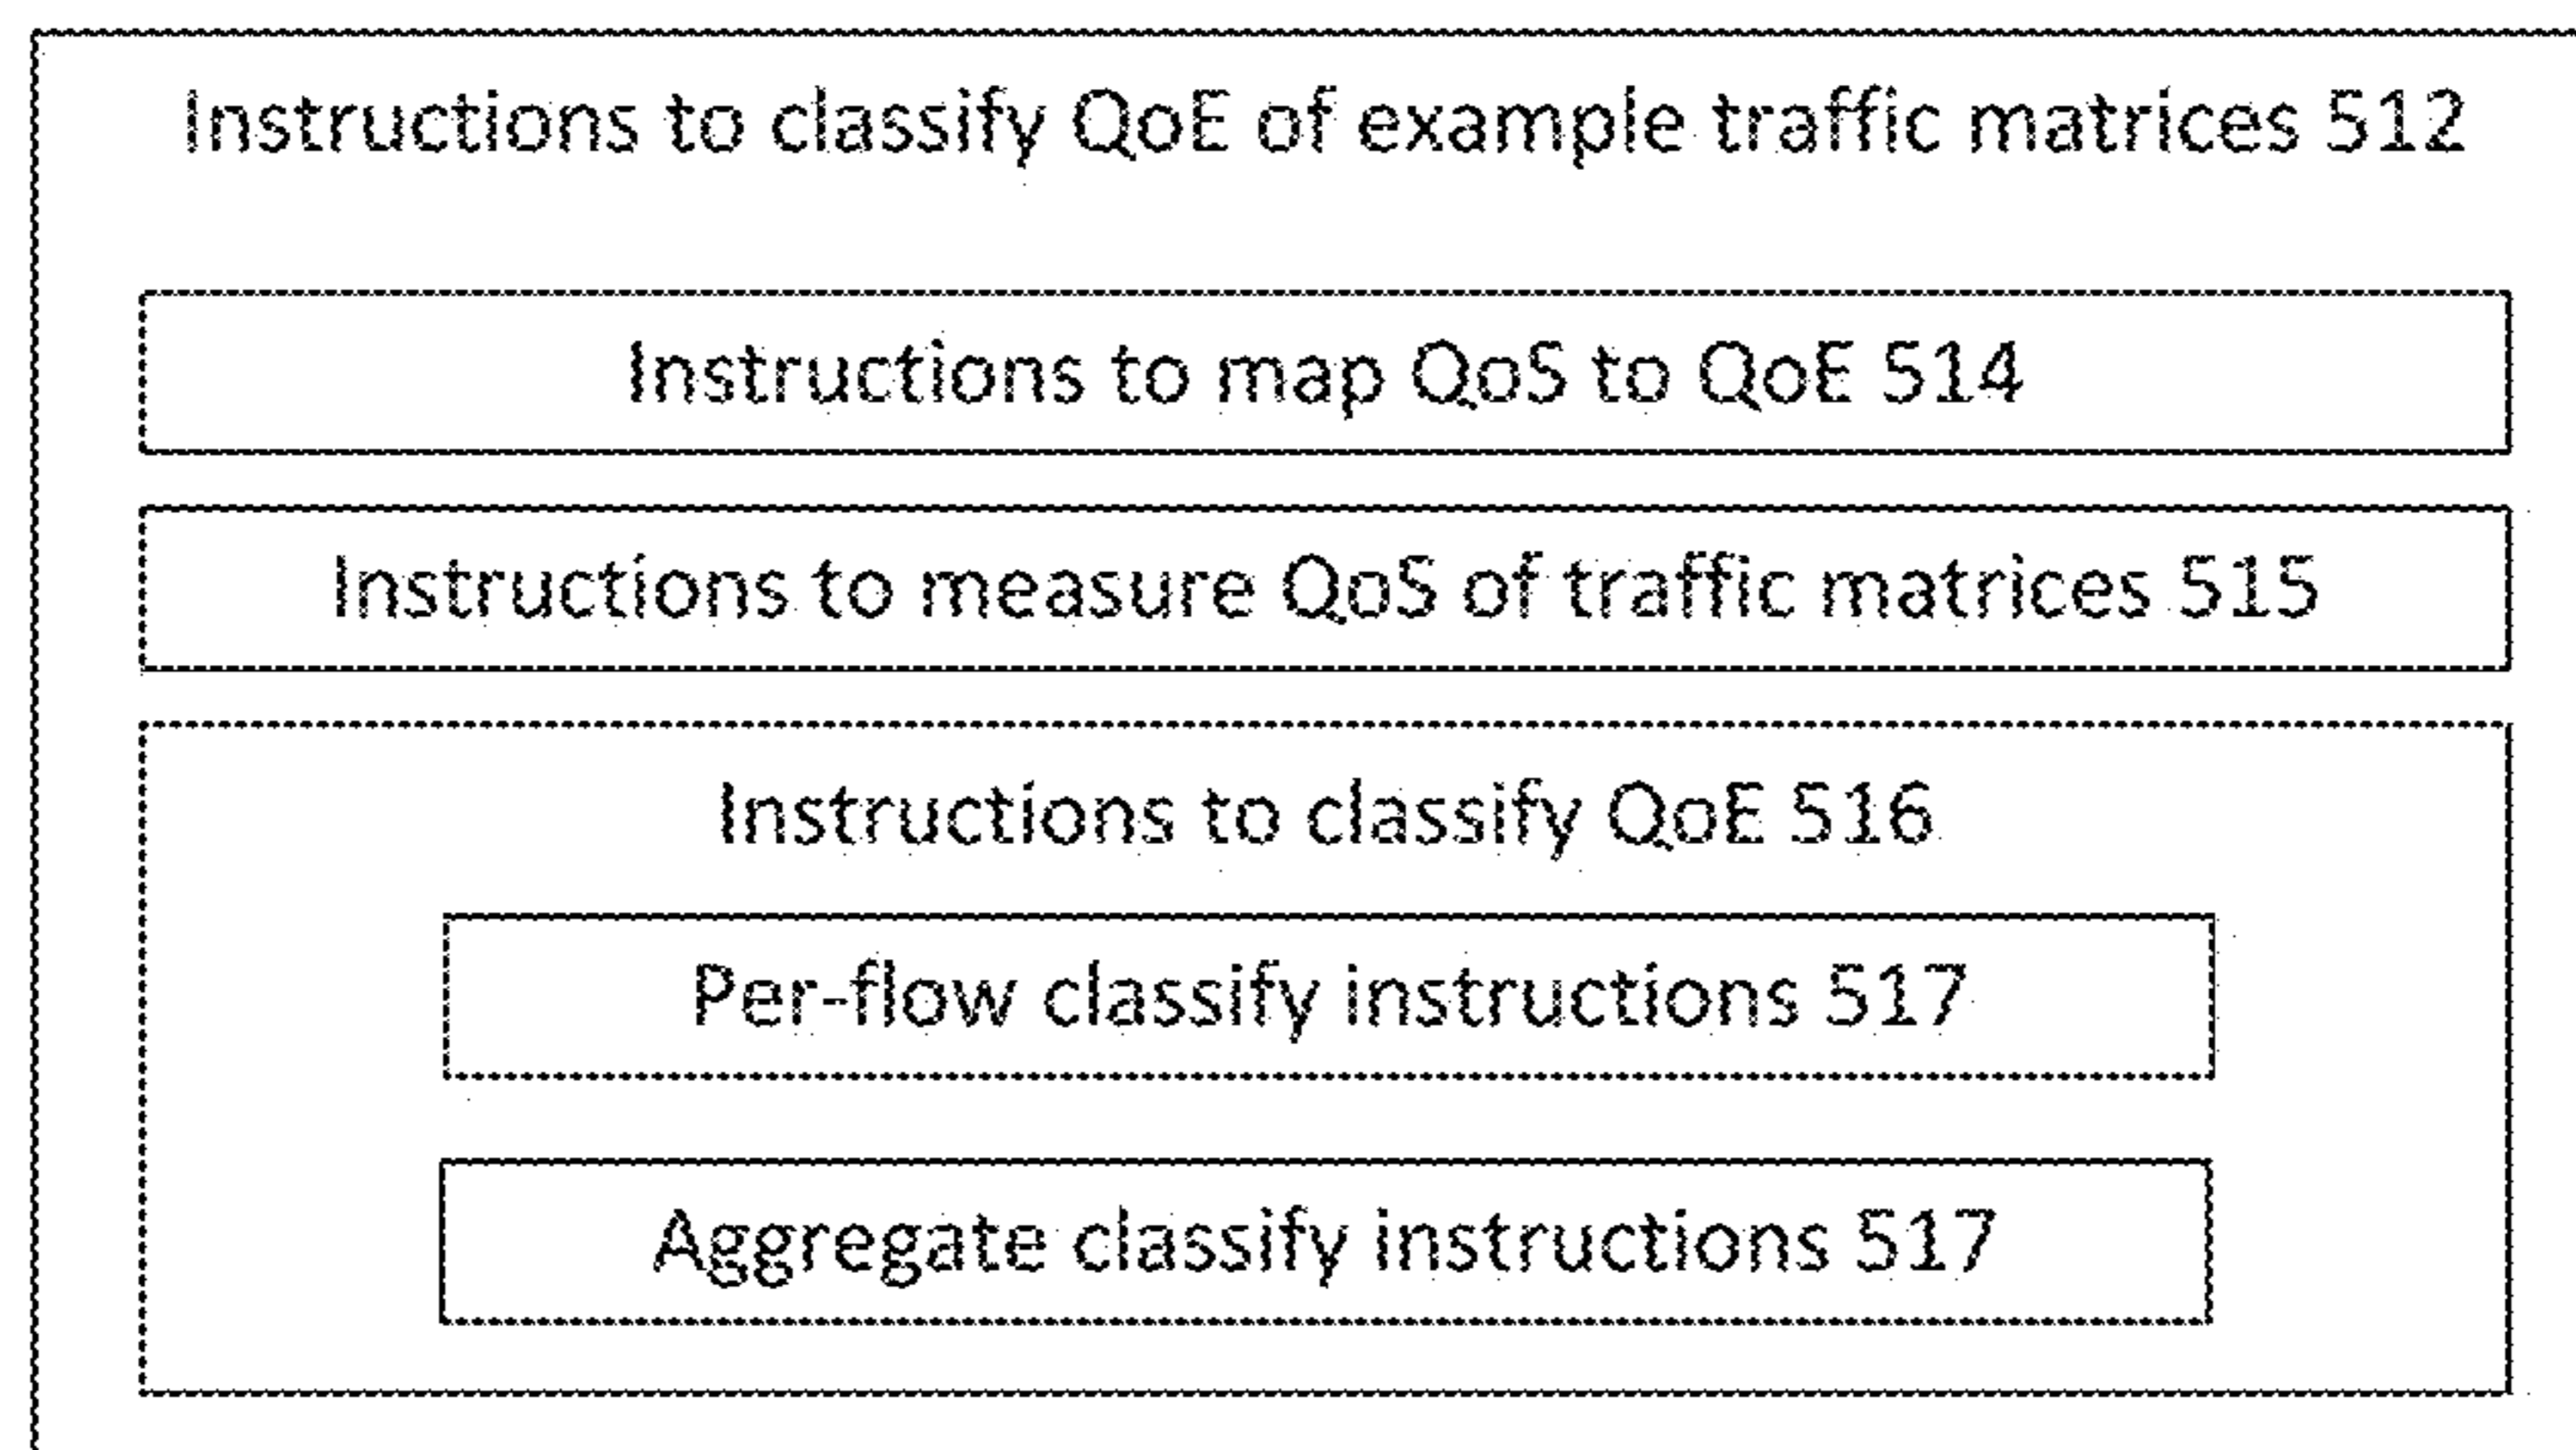 Instructions to classify QoE of example traffic matrices 512
Instructions to map QoS to QoE 514
Instructions to measure QoS of traffic matrices 515
Instructions to classify QoE 516
Per-flow classify instructions 517
Aggregate classify instructions 517